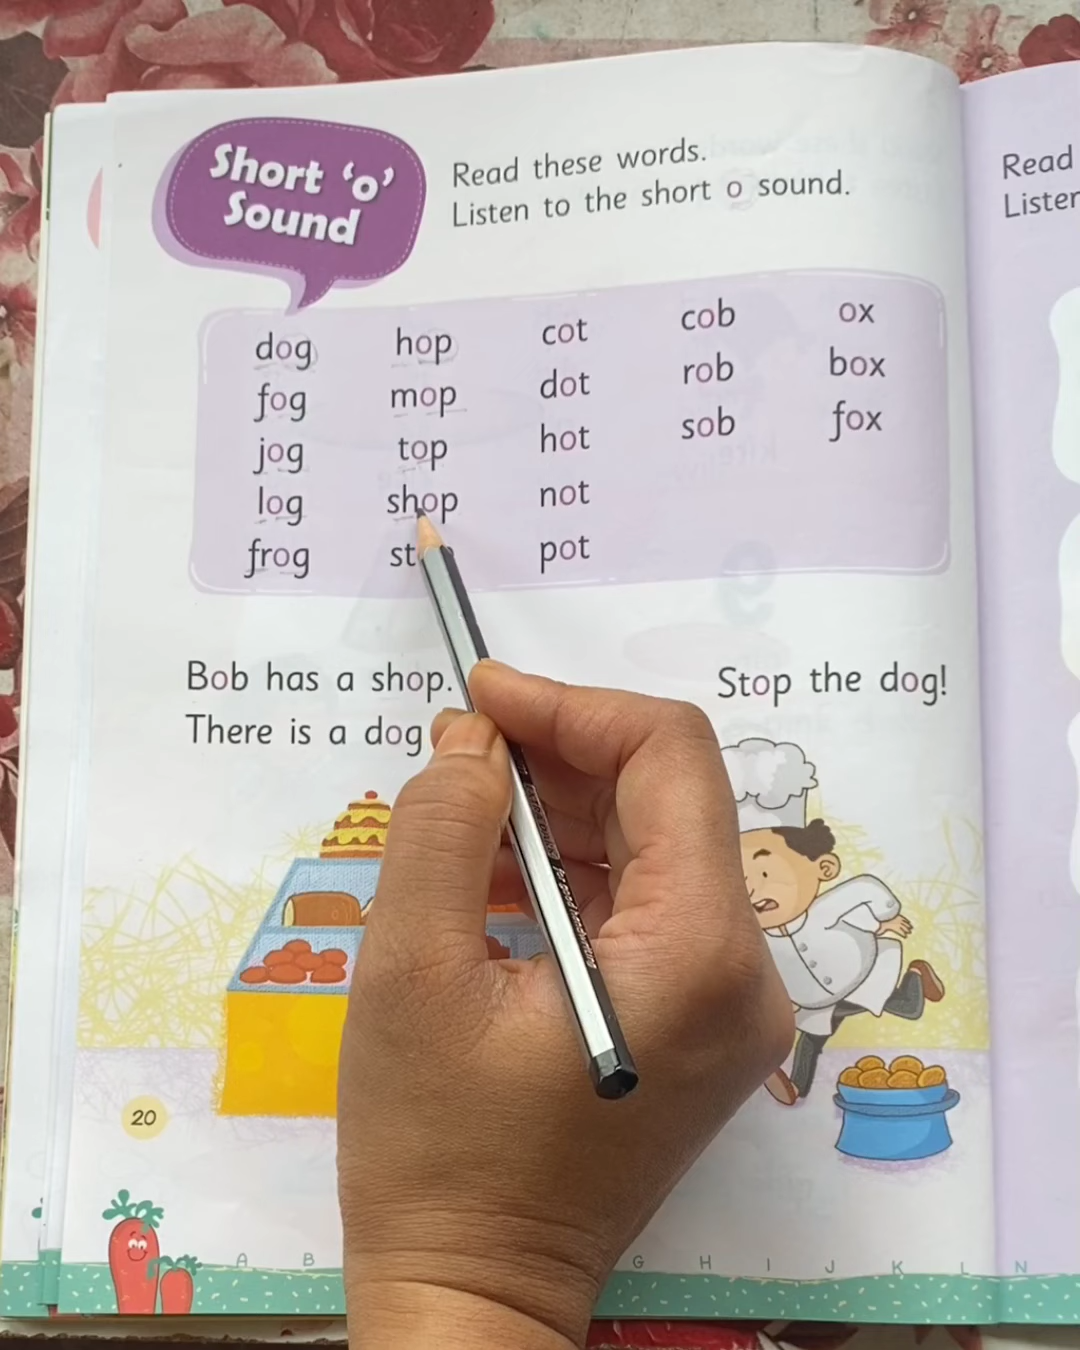 Short 'o'
Sound
Read these words.
Listen to the short o sound.
dog hop cot cob ox
fog mop dot rob box
jog top hot sob fox
log shop not
frog pot
Bob has a shop.
There is a dog
Stop the dog!
20
A B G H I J K L N
Read